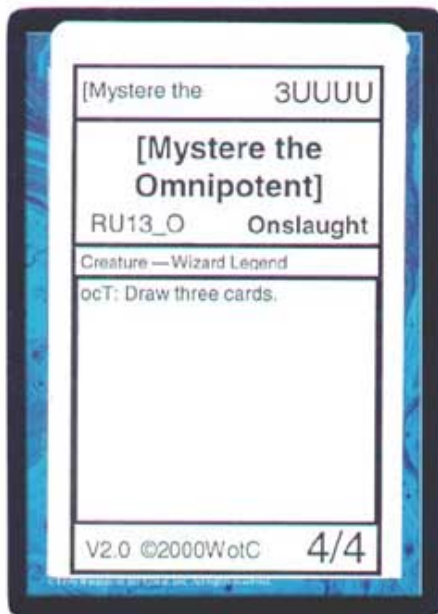 [Mystere the 3UUUU
[Mystere the
Omnipotent]
RU13_O Onslaught
Creature — Wizard Legend
ocT: Draw three cards.
V2.0 ©2000WotC 4/4